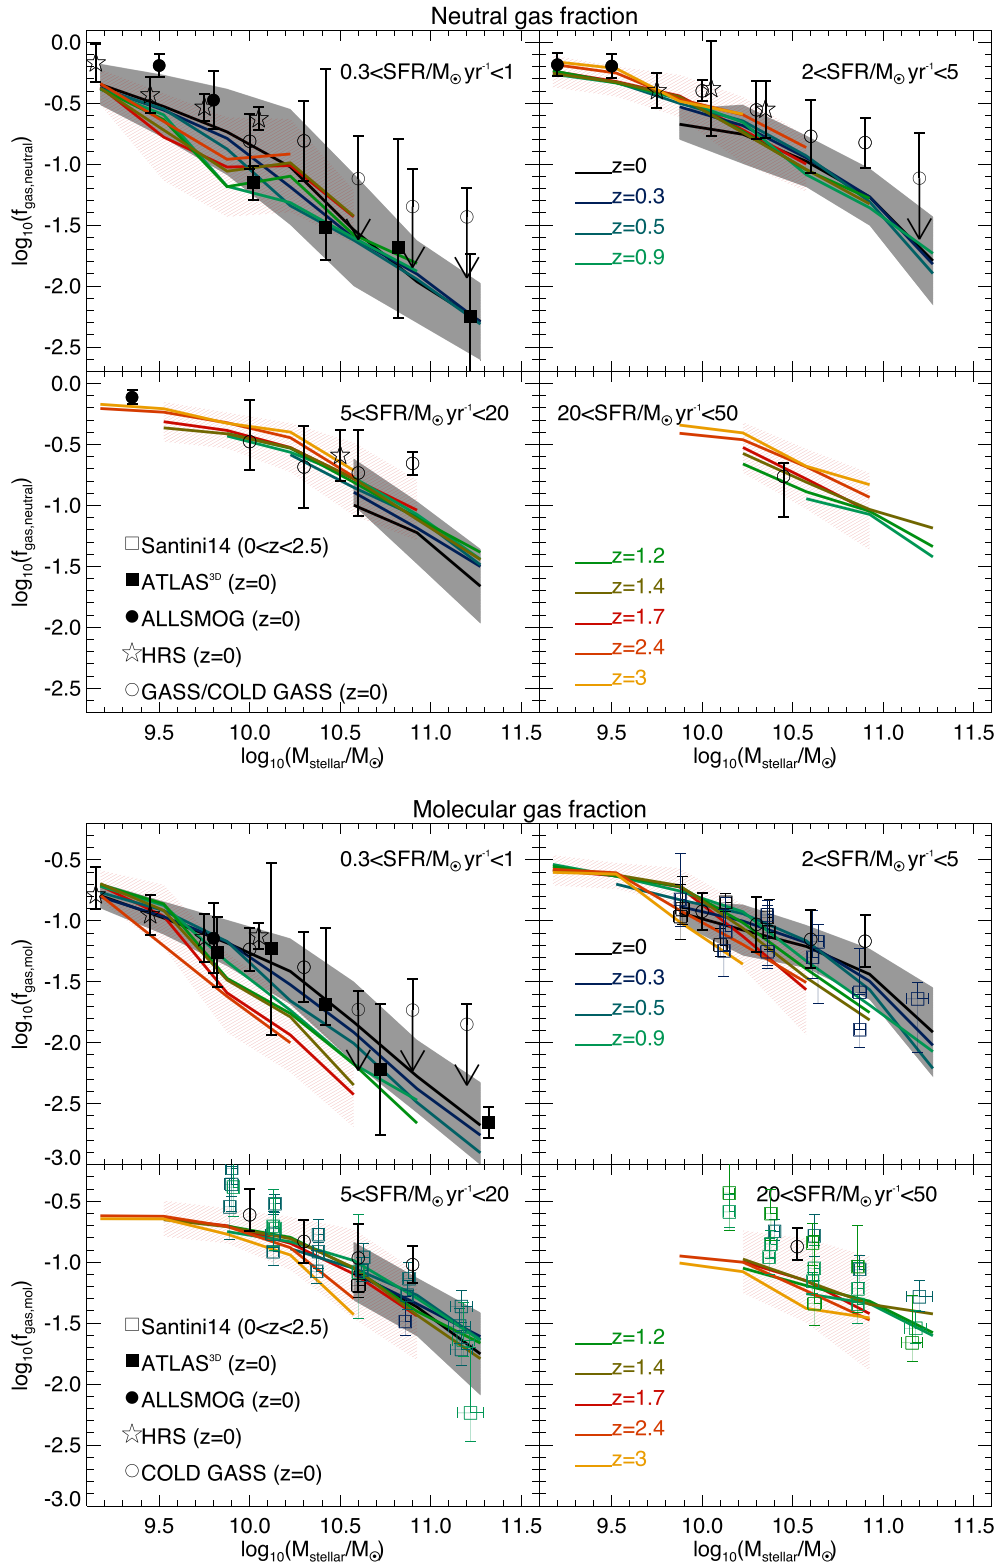 Neutral gas fraction
0.3<SFR/M☉ yr⁻¹<1
2<SFR/M☉ yr⁻¹<5
0.0
-0.5
-1.0
-1.5
-2.0
-2.5
log₁₀(f_gas,neutral)
z=0
z=0.3
z=0.5
z=0.9
5<SFR/M☉ yr⁻¹<20
20<SFR/M☉ yr⁻¹<50
0.0
-0.5
-1.0
-1.5
-2.0
-2.5
log₁₀(f_gas,neutral)
Santini14 (0<z<2.5)
ATLAS³ᴰ (z=0)
ALLSMOG (z=0)
HRS (z=0)
GASS/COLD GASS (z=0)
z=1.2
z=1.4
z=1.7
z=2.4
z=3
9.5 10.0 10.5 11.0 11.5
9.5 10.0 10.5 11.0 11.5
log₁₀(M_stellar/M☉)
log₁₀(M_stellar/M☉)
Molecular gas fraction
0.3<SFR/M☉ yr⁻¹<1
2<SFR/M☉ yr⁻¹<5
-0.5
-1.0
-1.5
-2.0
-2.5
-3.0
log₁₀(f_gas,mol)
z=0
z=0.3
z=0.5
z=0.9
5<SFR/M☉ yr⁻¹<20
20<SFR/M☉ yr⁻¹<50
-0.5
-1.0
-1.5
-2.0
-2.5
-3.0
log₁₀(f_gas,mol)
Santini14 (0<z<2.5)
ATLAS³ᴰ (z=0)
ALLSMOG (z=0)
HRS (z=0)
COLD GASS (z=0)
z=1.2
z=1.4
z=1.7
z=2.4
z=3
9.5 10.0 10.5 11.0 11.5
9.5 10.0 10.5 11.0 11.5
log₁₀(M_stellar/M☉)
log₁₀(M_stellar/M☉)